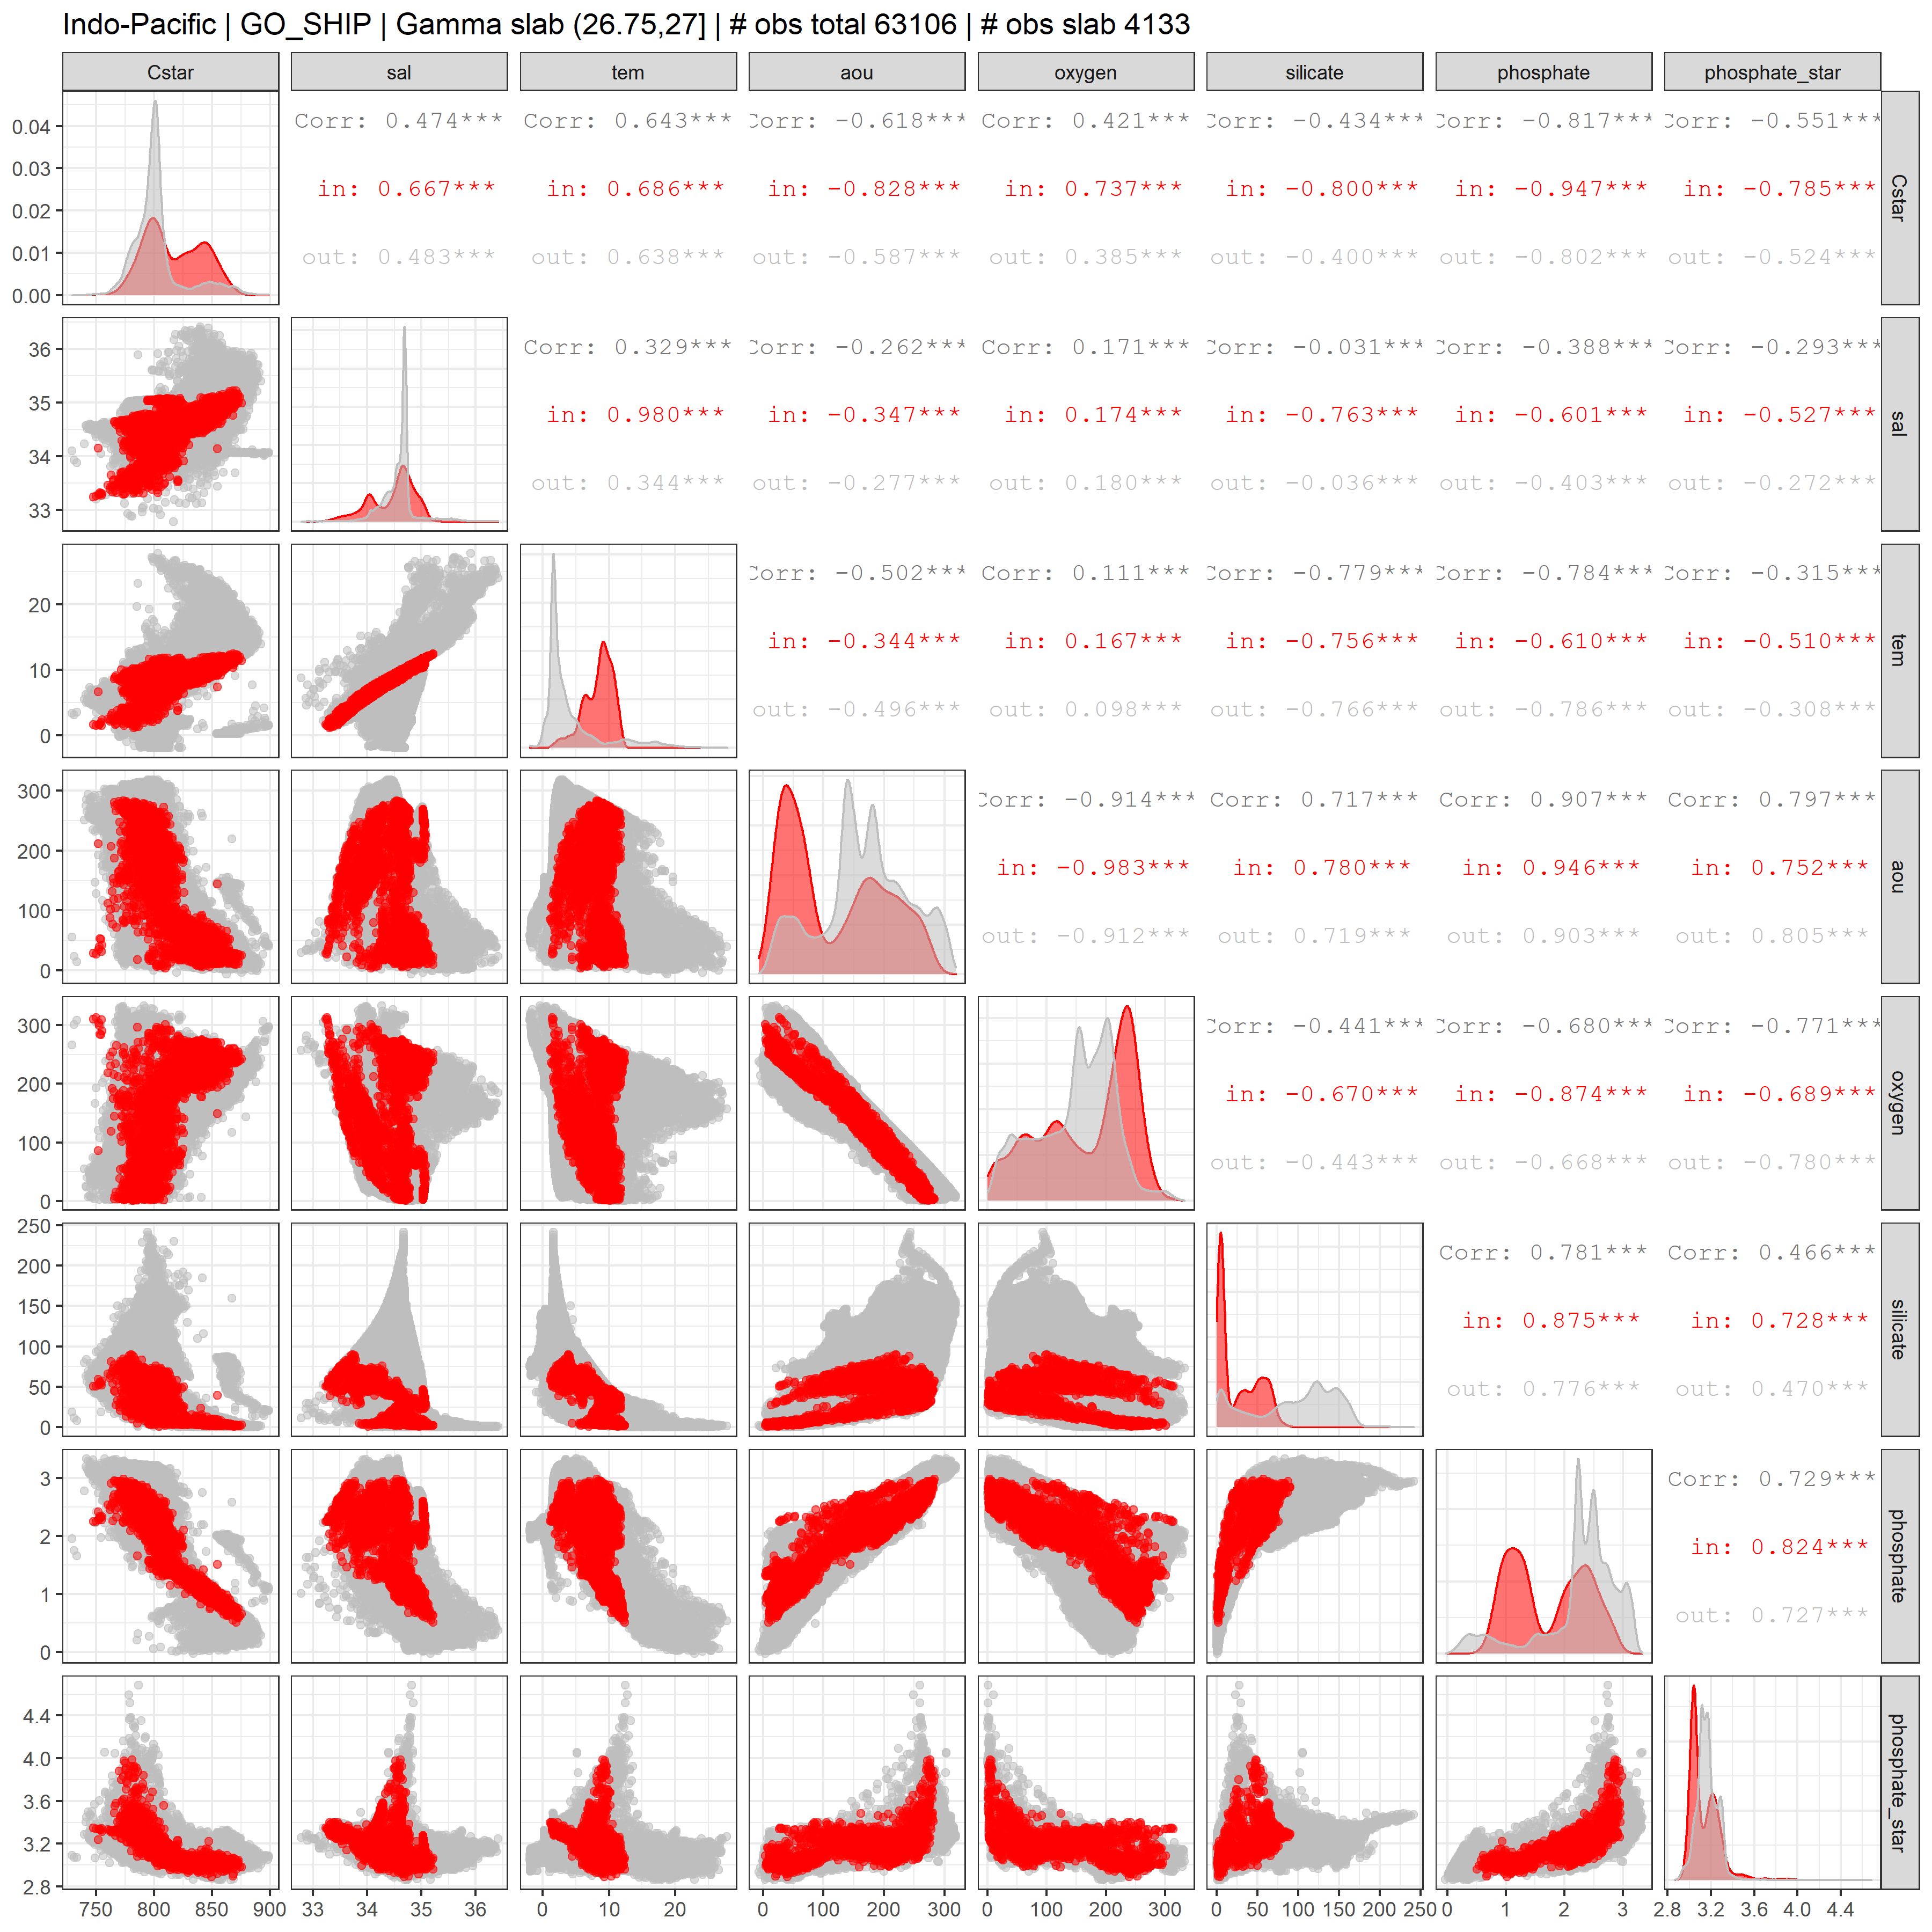 Indo-Pacific | GO_SHIP | Gamma slab (26.75,27] | # obs total 63106 | # obs slab 4133
Cstar sal tem aou oxygen silicate phosphate phosphate_star
0.04 Corr: 0.474*** Corr: 0.643*** Corr: -0.618*** Corr: 0.421*** Corr: -0.434*** Corr: -0.817*** Corr: -0.551***
0.03
0.02 in: 0.667*** in: 0.686*** in: -0.828*** in: 0.737*** in: -0.800*** in: -0.947*** in: -0.785*** Cstar
0.01 out: 0.483*** out: 0.638*** out: -0.587*** out: 0.385*** out: -0.400*** out: -0.802*** out: -0.524***
0.00
36 Corr: 0.329*** Corr: -0.262*** Corr: 0.171*** Corr: -0.031*** Corr: -0.388*** Corr: -0.293***
35 in: 0.980*** in: -0.347*** in: 0.174*** in: -0.763*** in: -0.601*** in: -0.527*** sal
34 out: 0.344*** out: -0.277*** out: 0.180*** out: -0.036*** out: -0.403*** out: -0.272***
33
Corr: -0.502*** Corr: 0.111*** Corr: -0.779*** Corr: -0.784*** Corr: -0.315***
20
10 in: -0.344*** in: 0.167*** in: -0.756*** in: -0.610*** in: -0.510*** tem
0 out: -0.496*** out: 0.098*** out: -0.766*** out: -0.786*** out: -0.308***
300 Corr: -0.914*** Corr: 0.717*** Corr: 0.907*** Corr: 0.797***
200 in: -0.983*** in: 0.780*** in: 0.946*** in: 0.752*** aou
100 out: -0.912*** out: 0.719*** out: 0.903*** out: 0.805***
0
300 Corr: -0.441*** Corr: -0.680*** Corr: -0.771***
200 in: -0.670*** in: -0.874*** in: -0.689*** oxygen
100 out: -0.443*** out: -0.668*** out: -0.780***
0
250
200 Corr: 0.781*** Corr: 0.466***
150
100 in: 0.875*** in: 0.728*** silicate
50 out: 0.776*** out: 0.470***
0
3 Corr: 0.729***
2 in: 0.824*** phosphate
1 out: 0.727***
0
4.4
4.0
3.6 phosphate_star
3.2
2.8
750 800 850 900 33 34 35 36 0 10 20 0 100 200 300 0 100 200 300 0 50 100 150 200 250 0 1 2 3 2.8 3.2 3.6 4.0 4.4